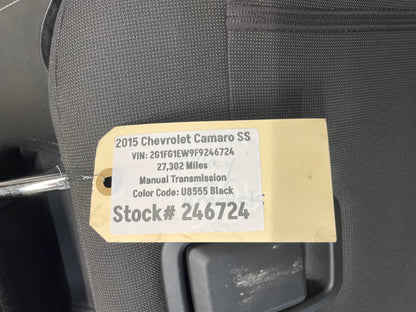 2015 Chevrolet Camaro SS
VIN: 2G1FG1EW9F9246724
27,302 Miles
Manual Transmission
Color Code: U8555 Black
Stock# 246724